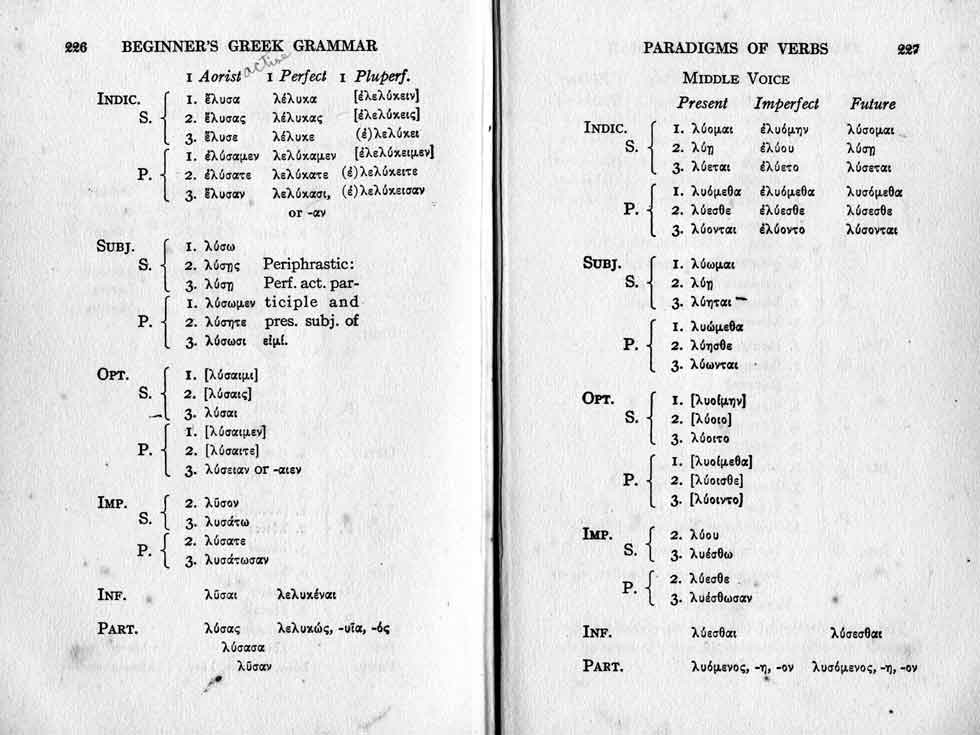 226 BEGINNER'S GREEK GRAMMAR
active
1 Aorist 1 Perfect 1 Pluperf.
INDIC. 1. ἔλυσα λέλυκα [ἐλελύκειν]
S. 2. ἔλυσας λέλυκας [ἐλελύκεις]
3. ἔλυσε λέλυκε (ἐ)λελύκει
1. ἐλύσαμεν λελύκαμεν [ἐλελύκειμεν]
P. 2. ἐλύσατε λελύκατε (ἐ)λελύκειτε
3. ἔλυσαν λελύκασι, (ἐ)λελύκεισαν
or -αν
SUBJ. 1. λύσω
S. 2. λύσῃς Periphrastic:
3. λύσῃ Perf. act. par-
1. λύσωμεν ticiple and
P. 2. λύσητε pres. subj. of
3. λύσωσι εἰμί.
OPT. 1. [λύσαιμι]
S. 2. [λύσαις]
3. λύσαι
1. [λύσαιμεν]
P. 2. [λύσαιτε]
3. λύσειαν or -αιεν
IMP. 2. λῦσον
S. 3. λυσάτω
2. λύσατε
P. 3. λυσάτωσαν
INF. λῦσαι λελυκέναι
PART. λύσας λελυκώς, -υῖα, -ός
λύσασα
λῦσαν
PARADIGMS OF VERBS 227
MIDDLE VOICE
Present Imperfect Future
INDIC. 1. λύομαι ἐλυόμην λύσομαι
S. 2. λύῃ ἐλύου λύσῃ
3. λύεται ἐλύετο λύσεται
1. λυόμεθα ἐλυόμεθα λυσόμεθα
P. 2. λύεσθε ἐλύεσθε λύσεσθε
3. λύονται ἐλύοντο λύσονται
SUBJ. 1. λύωμαι
S. 2. λύῃ
3. λύηται
1. λυώμεθα
P. 2. λύησθε
3. λύωνται
OPT. 1. [λυοίμην]
S. 2. [λύοιο]
3. λύοιτο
1. [λυοίμεθα]
P. 2. [λύοισθε]
3. [λύοιντο]
IMP. 2. λύου
S. 3. λυέσθω
2. λύεσθε
P. 3. λυέσθωσαν
INF. λύεσθαι λύσεσθαι
PART. λυόμενος, -η, -ον λυσόμενος, -η, -ον